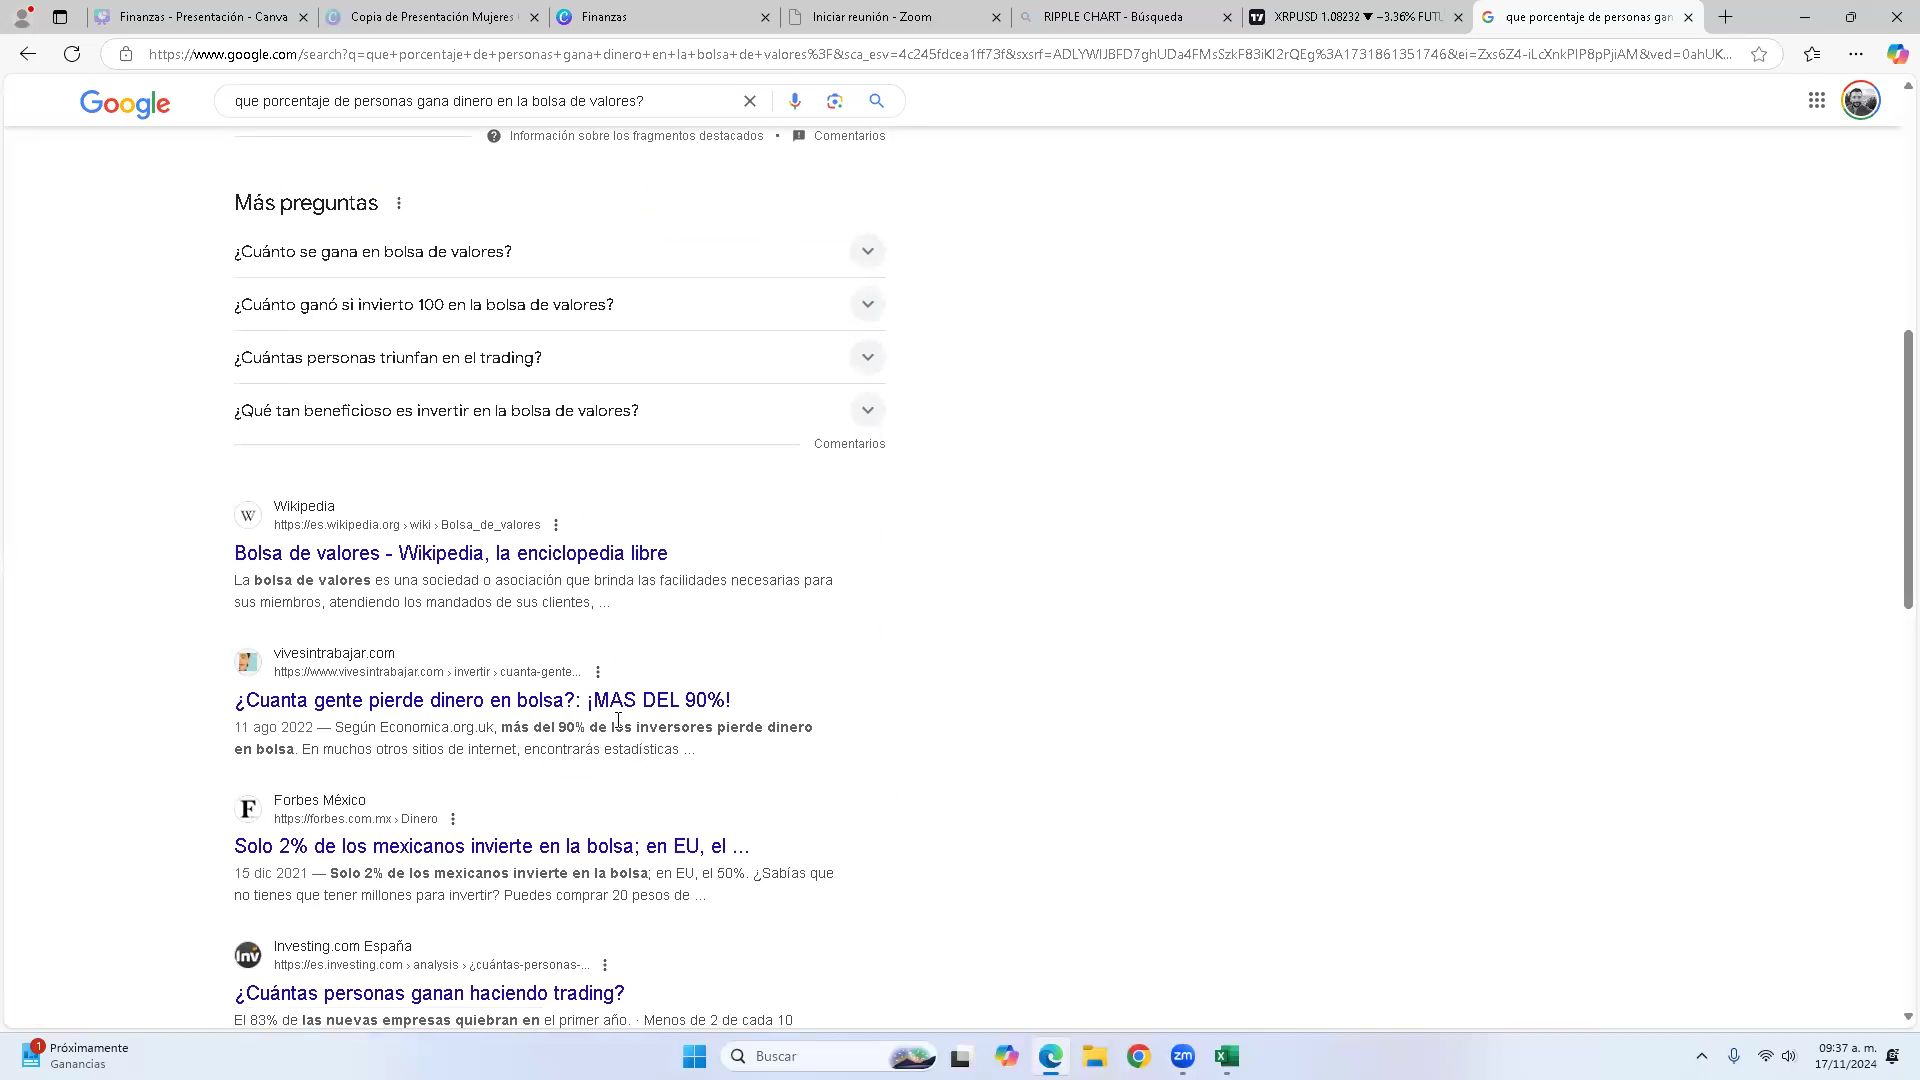 Finanzas - Presentación - Canva
Copia de Presentación Mujeres
Finanzas
Iniciar reunión - Zoom
RIPPLE CHART - Búsqueda
XRPUSD 1.08232 ▼ −3.36% FUTU
que porcentaje de personas gan
https://www.google.com/search?q=que+porcentaje+de+personas+gana+dinero+en+la+bolsa+de+valores%3F&sca_esv=4c245fdcea1ff73f&sxsrf=ADLYWIJBFD7ghUDa4FMsSzkF83iKI2rQEg%3A1731861351746&ei=Zxs6Z4-iLcXnkPIP8pPjiAM&ved=0ahUK...
Google
que porcentaje de personas gana dinero en la bolsa de valores?
Información sobre los fragmentos destacados • Comentarios
Más preguntas
¿Cuánto se gana en bolsa de valores?
¿Cuánto ganó si invierto 100 en la bolsa de valores?
¿Cuántas personas triunfan en el trading?
¿Qué tan beneficioso es invertir en la bolsa de valores?
Comentarios
W
Wikipedia
https://es.wikipedia.org › wiki › Bolsa_de_valores
Bolsa de valores - Wikipedia, la enciclopedia libre
La bolsa de valores es una sociedad o asociación que brinda las facilidades necesarias para
sus miembros, atendiendo los mandados de sus clientes, ...
vivesintrabajar.com
https://www.vivesintrabajar.com › invertir › cuanta-gente...
¿Cuanta gente pierde dinero en bolsa?: ¡MAS DEL 90%!
11 ago 2022 — Según Economica.org.uk, más del 90% de los inversores pierde dinero
en bolsa. En muchos otros sitios de internet, encontrarás estadísticas ...
F
Forbes México
https://forbes.com.mx › Dinero
Solo 2% de los mexicanos invierte en la bolsa; en EU, el ...
15 dic 2021 — Solo 2% de los mexicanos invierte en la bolsa; en EU, el 50%. ¿Sabías que
no tienes que tener millones para invertir? Puedes comprar 20 pesos de ...
Inv
Investing.com España
https://es.investing.com › analysis › ¿cuántas-personas-...
¿Cuántas personas ganan haciendo trading?
El 83% de las nuevas empresas quiebran en el primer año. · Menos de 2 de cada 10
1
Próximamente
Ganancias
Buscar
zm
09:37 a. m.
17/11/2024